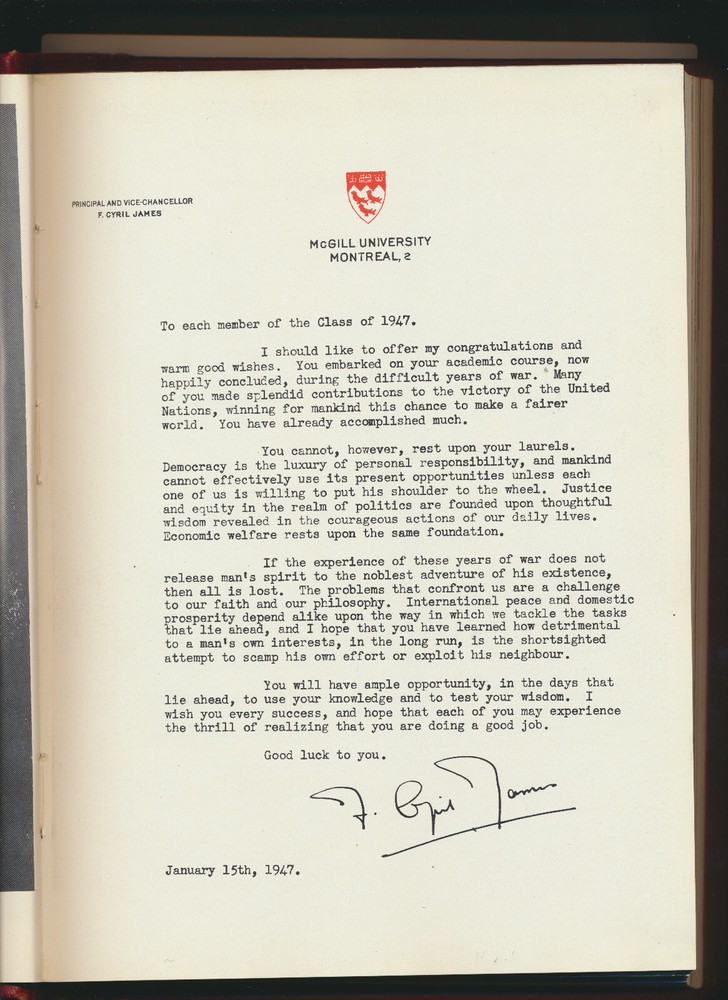 PRINCIPAL AND VICE-CHANCELLOR
F. CYRIL JAMES
McGILL UNIVERSITY
MONTREAL, 2
To each member of the Class of 1947.
I should like to offer my congratulations and
warm good wishes. You embarked on your academic course, now
happily concluded, during the difficult years of war. Many
of you made splendid contributions to the victory of the United
Nations, winning for mankind this chance to make a fairer
world. You have already accomplished much.
You cannot, however, rest upon your laurels.
Democracy is the luxury of personal responsibility, and mankind
cannot effectively use its present opportunities unless each
one of us is willing to put his shoulder to the wheel. Justice
and equity in the realm of politics are founded upon thoughtful
wisdom revealed in the courageous actions of our daily lives.
Economic welfare rests upon the same foundation.
If the experience of these years of war does not
release man's spirit to the noblest adventure of his existence,
then all is lost. The problems that confront us are a challenge
to our faith and our philosophy. International peace and domestic
prosperity depend alike upon the way in which we tackle the tasks
that lie ahead, and I hope that you have learned how detrimental
to a man's own interests, in the long run, is the shortsighted
attempt to scamp his own effort or exploit his neighbour.
You will have ample opportunity, in the days that
lie ahead, to use your knowledge and to test your wisdom. I
wish you every success, and hope that each of you may experience
the thrill of realizing that you are doing a good job.
Good luck to you.
F. Cyril James
January 15th, 1947.